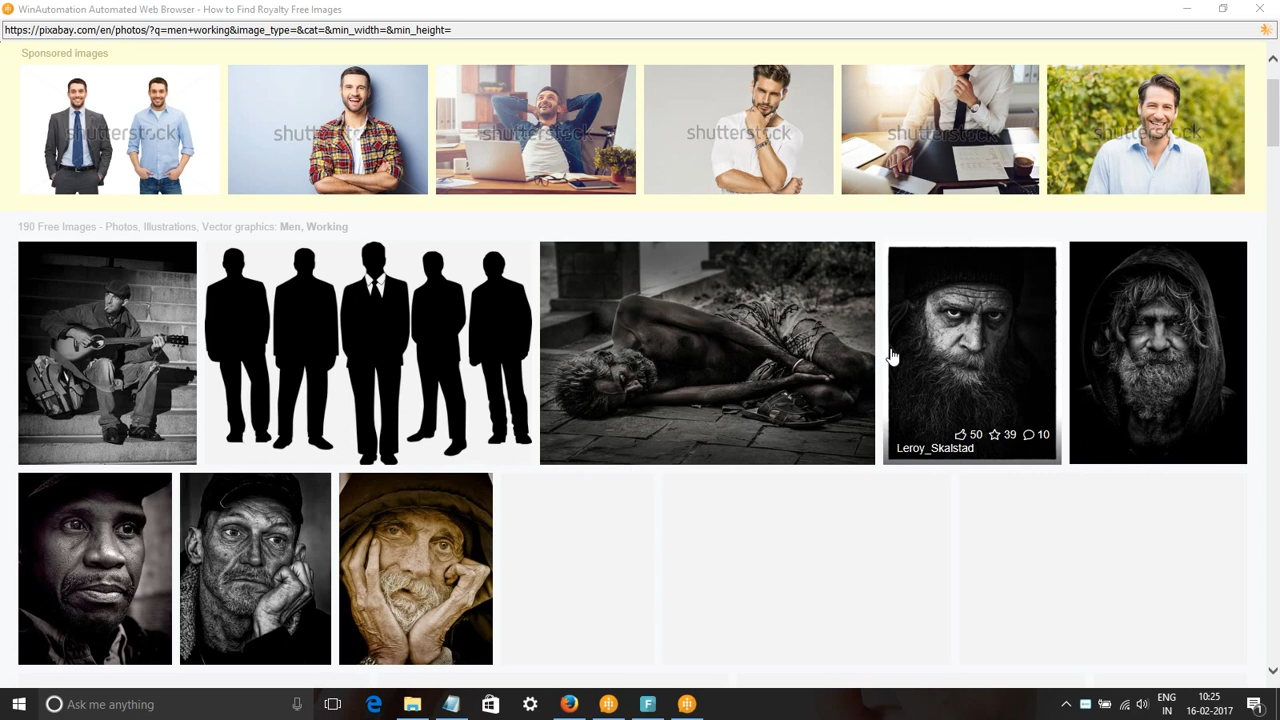 WinAutomation Automated Web Browser - How to Find Royalty Free Images
https://pixabay.com/en/photos/?q=men+working&image_type=&cat=&min_width=&min_height=
Sponsored images
shutterstock shutterstock shutterstock shutterstock shutterstock shutterstock
190 Free Images - Photos, Illustrations, Vector graphics: Men, Working
50 39 10
Leroy_Skalstad
Ask me anything
ENG
IN
10:25
16-02-2017
1